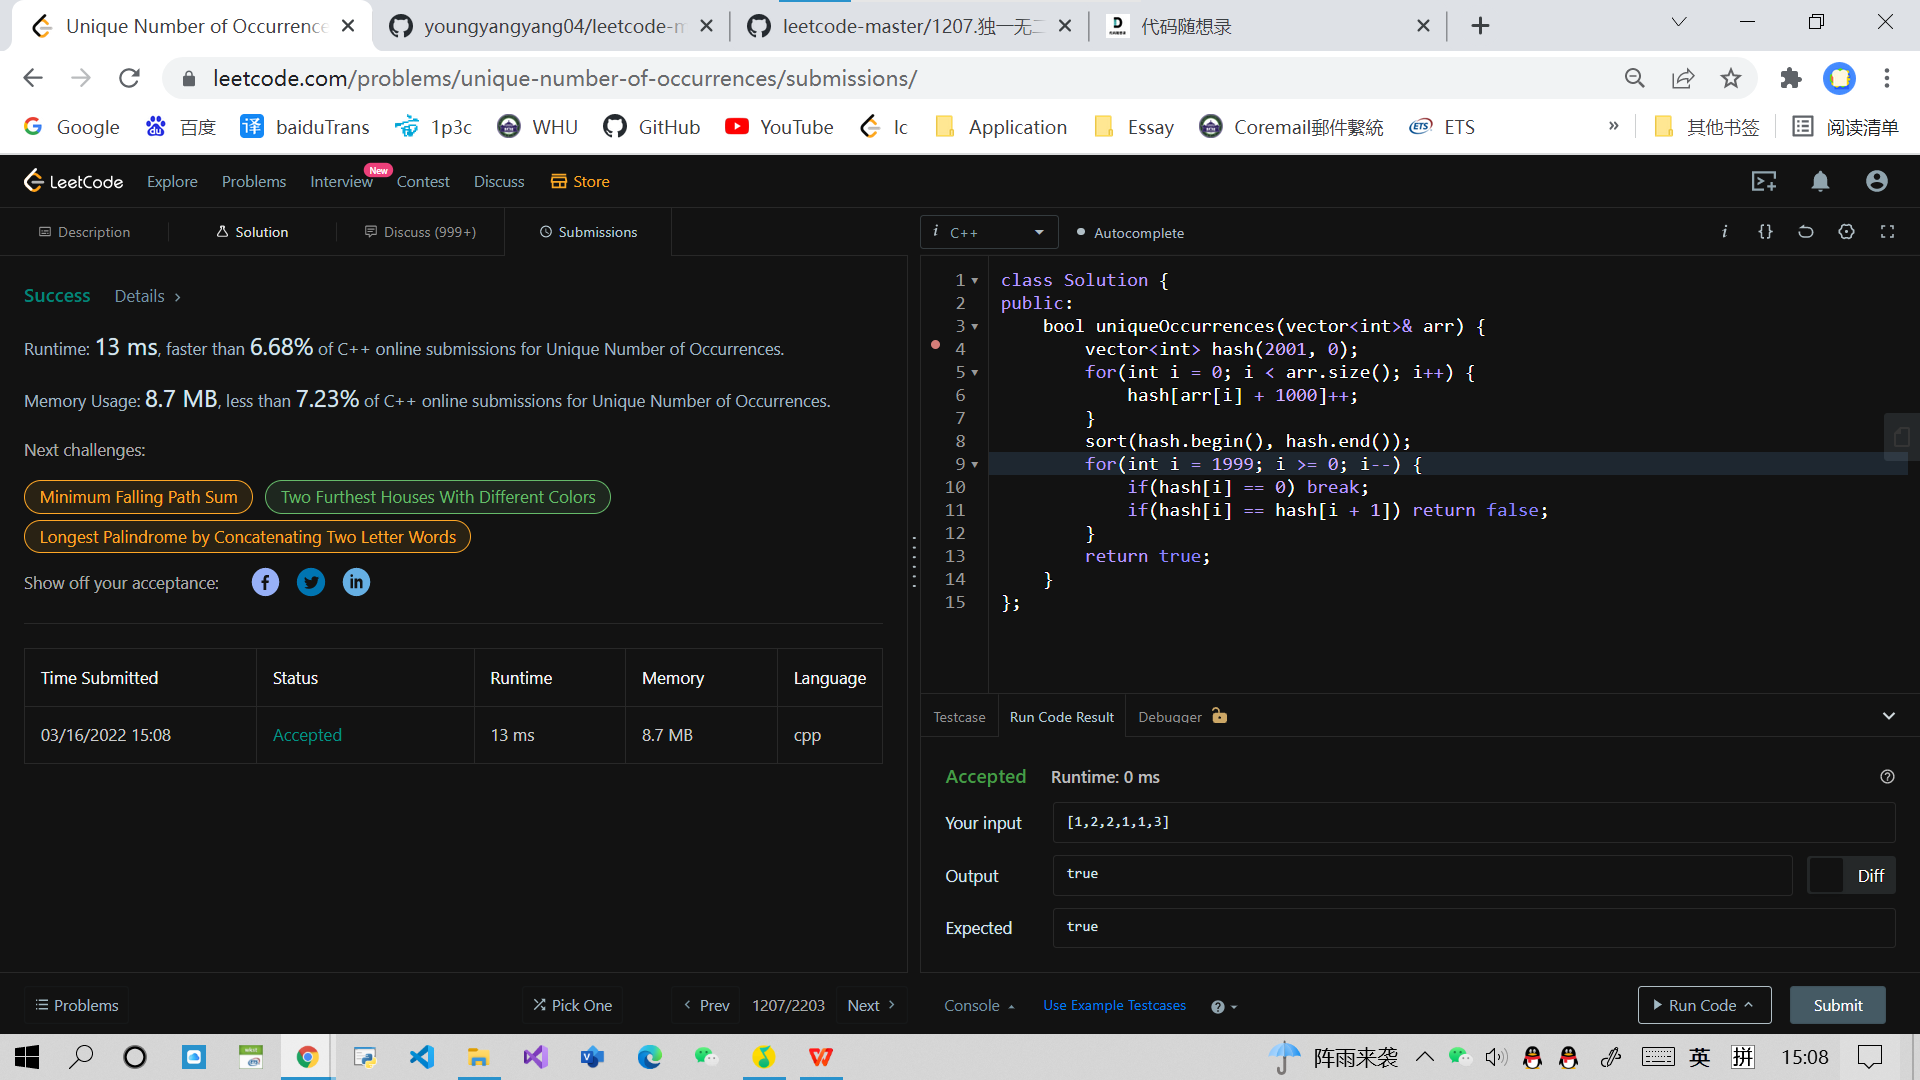 Unique Number of Occurrence
youngyangyang04/leetcode-m
leetcode-master/1207.独一无二
代码随想录
leetcode.com/problems/unique-number-of-occurrences/submissions/
Google
百度
译 baiduTrans
1p3c
WHU
GitHub
YouTube
lc
Application
Essay
Coremail郵件繫統
ETS
»
其他书签
阅读清单
LeetCode
Explore
Problems
Interview
New
Contest
Discuss
Store
Description
Solution
Discuss (999+)
Submissions
i C++
Autocomplete
Success Details >
Runtime: 13 ms, faster than 6.68% of C++ online submissions for Unique Number of Occurrences.
Memory Usage: 8.7 MB, less than 7.23% of C++ online submissions for Unique Number of Occurrences.
Next challenges:
Minimum Falling Path Sum
Two Furthest Houses With Different Colors
Longest Palindrome by Concatenating Two Letter Words
Show off your acceptance:
Time Submitted Status Runtime Memory Language
03/16/2022 15:08 Accepted 13 ms 8.7 MB cpp
1 class Solution {
2 public:
3 bool uniqueOccurrences(vector<int>& arr) {
4 vector<int> hash(2001, 0);
5 for(int i = 0; i < arr.size(); i++) {
6 hash[arr[i] + 1000]++;
7 }
8 sort(hash.begin(), hash.end());
9 for(int i = 1999; i >= 0; i--) {
10 if(hash[i] == 0) break;
11 if(hash[i] == hash[i + 1]) return false;
12 }
13 return true;
14 }
15 };
Testcase
Run Code Result
Debugger
Accepted Runtime: 0 ms
Your input [1,2,2,1,1,3]
Output true
Diff
Expected true
Problems
Pick One
< Prev
1207/2203
Next >
Console
Use Example Testcases
Run Code
Submit
阵雨来袭
英
拼
15:08